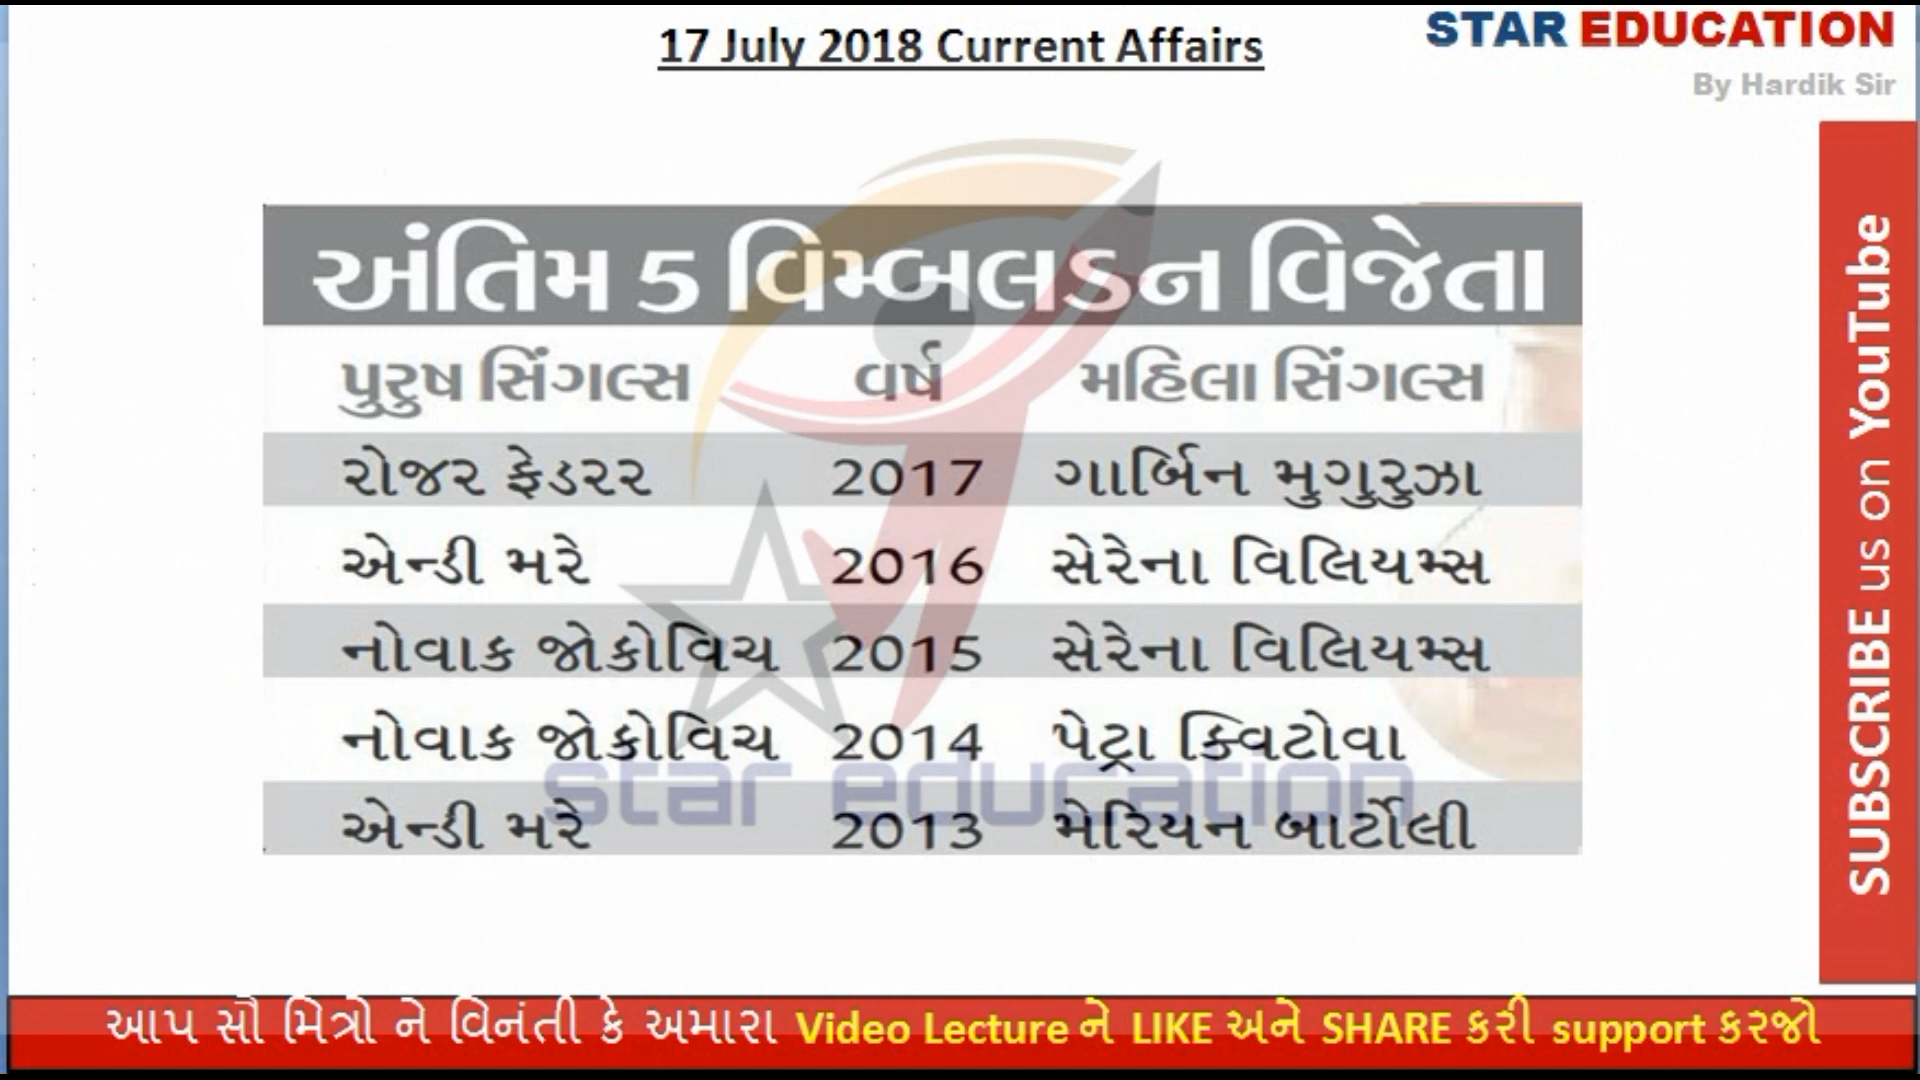 17 July 2018 Current Affairs
STAR EDUCATION
By Hardik Sir
અંતિમ 5 વિમ્બલડન વિજેતા
પુરુષ સિંગલ્સ વર્ષ મહિલા સિંગલ્સ
રોજર ફેડરર 2017 ગાર્બિન મુગુરુઝા
એન્ડી મરે 2016 સેરેના વિલિયમ્સ
નોવાક જોકોવિચ 2015 સેરેના વિલિયમ્સ
નોવાક જોકોવિચ 2014 પેટ્રા ક્વિટોવા
એન્ડી મરે 2013 મેરિયન બાર્ટોલી
star education
SUBSCRIBE us on YouTube
આપ સૌ મિત્રો ને વિનંતી કે અમારા Video Lecture ને LIKE અને SHARE કરી support કરજો